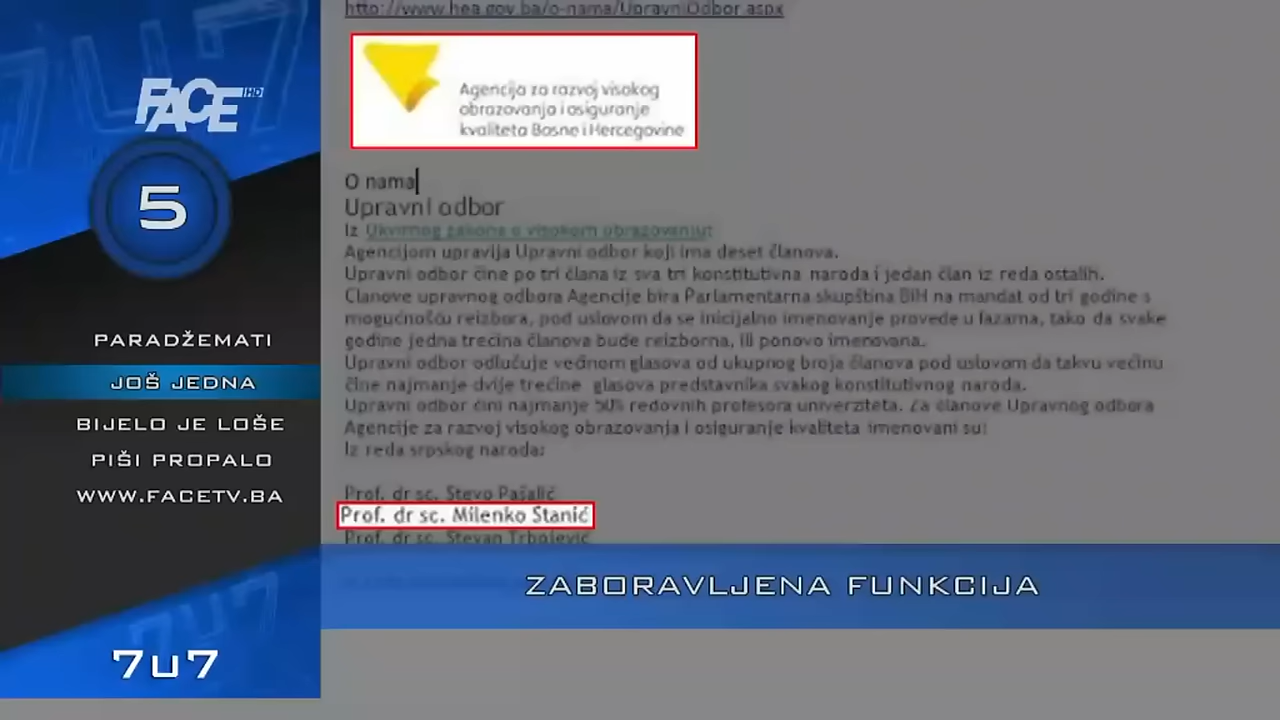 FACE HD
5
PARADŽEMATI
JOŠ JEDNA
BIJELO JE LOŠE
PIŠI PROPALO
WWW.FACETV.BA
7u7
http://www.hea.gov.ba/o-nama/UpravniOdbor.aspx
Agencija za razvoj visokog
obrazovanja i osiguranje
kvaliteta Bosne i Hercegovine
O nama
Upravni odbor
Iz Okvirnog zakona o visokom obrazovanju:
Agencijom upravlja Upravni odbor koji ima deset članova.
Upravni odbor čine po tri člana iz sva tri konstitutivna naroda i jedan član iz reda ostalih.
Članove upravnog odbora Agencije bira Parlamentarna skupština BIH na mandat od tri godine s
mogućnošću reizbora, pod uslovom da se inicijalno imenovanje provede u fazama, tako da svake
godine jedna trećina članova bude reizborna, ili ponovo imenovana.
Upravni odbor odlučuje većinom glasova od ukupnog broja članova pod uslovom da takvu većinu
čine najmanje dvije trećine glasova predstavnika svakog konstitutivnog naroda.
Upravni odbor čini najmanje 50% redovnih profesora univerziteta. Za članove Upravnog odbora
Agencije za razvoj visokog obrazovanja i osiguranje kvaliteta imenovani su:
Iz reda srpskog naroda:
Prof. dr sc. Stevo Pašalić
Prof. dr sc. Milenko Stanić
Prof. dr sc. Stevan Trbojević
ZABORAVLJENA FUNKCIJA